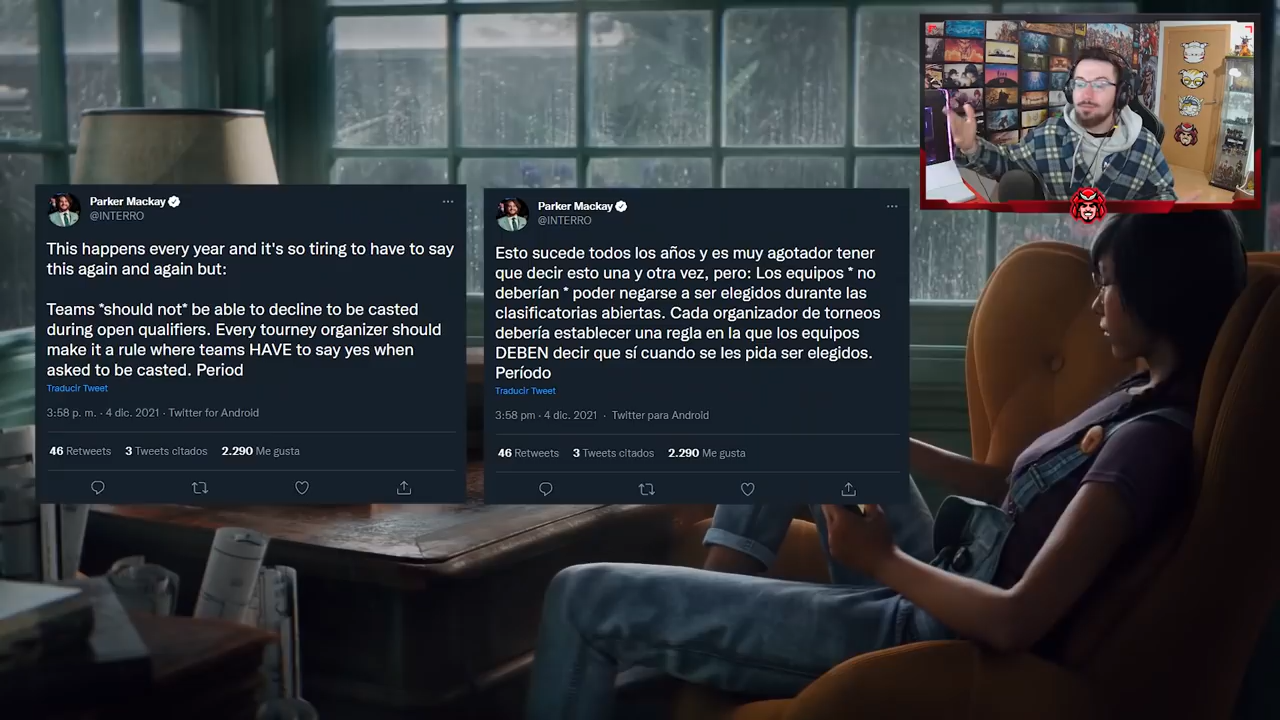 Parker Mackay
@INTERRO
This happens every year and it's so tiring to have to say
this again and again but:
Teams *should not* be able to decline to be casted
during open qualifiers. Every tourney organizer should
make it a rule where teams HAVE to say yes when
asked to be casted. Period
Traducir Tweet
3:58 p. m. · 4 dic. 2021 · Twitter for Android
46 Retweets 3 Tweets citados 2.290 Me gusta
Parker Mackay
@INTERRO
Esto sucede todos los años y es muy agotador tener
que decir esto una y otra vez, pero: Los equipos * no
deberían * poder negarse a ser elegidos durante las
clasificatorias abiertas. Cada organizador de torneos
debería establecer una regla en la que los equipos
DEBEN decir que sí cuando se les pida ser elegidos.
Período
Traducir Tweet
3:58 pm · 4 dic. 2021 · Twitter para Android
46 Retweets 3 Tweets citados 2.290 Me gusta